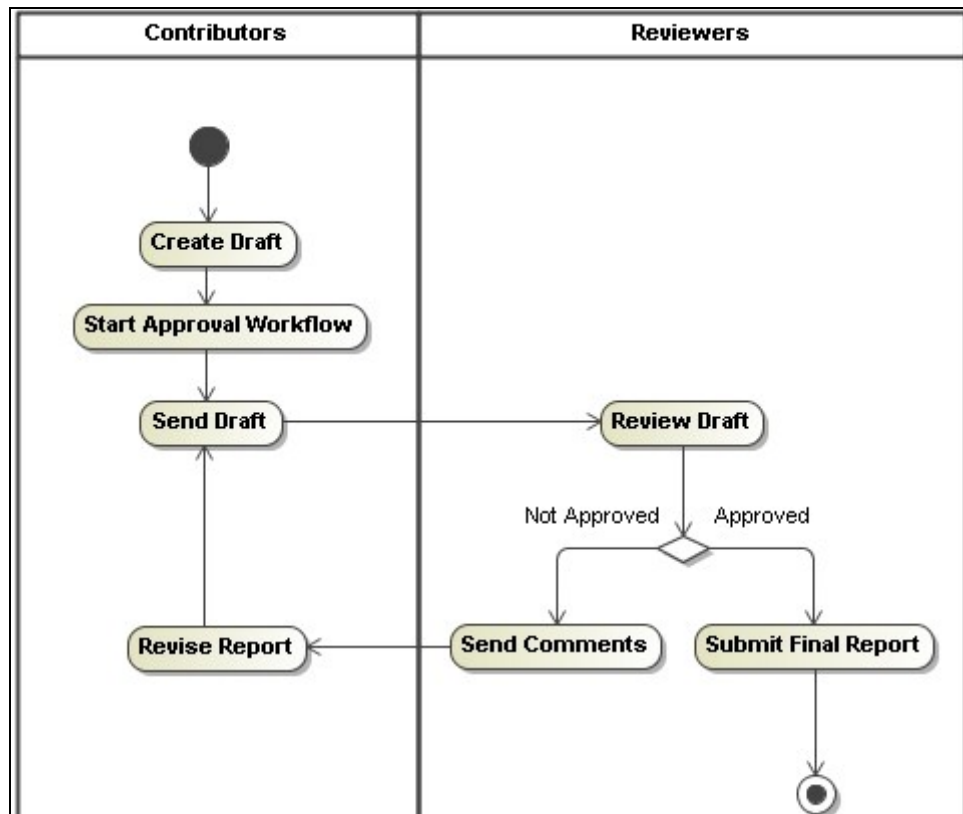 Contributors
Reviewers
Create Draft
Start Approval Workflow
Send Draft
Review Draft
Not Approved
Approved
Revise Report
Send Comments
Submit Final Report